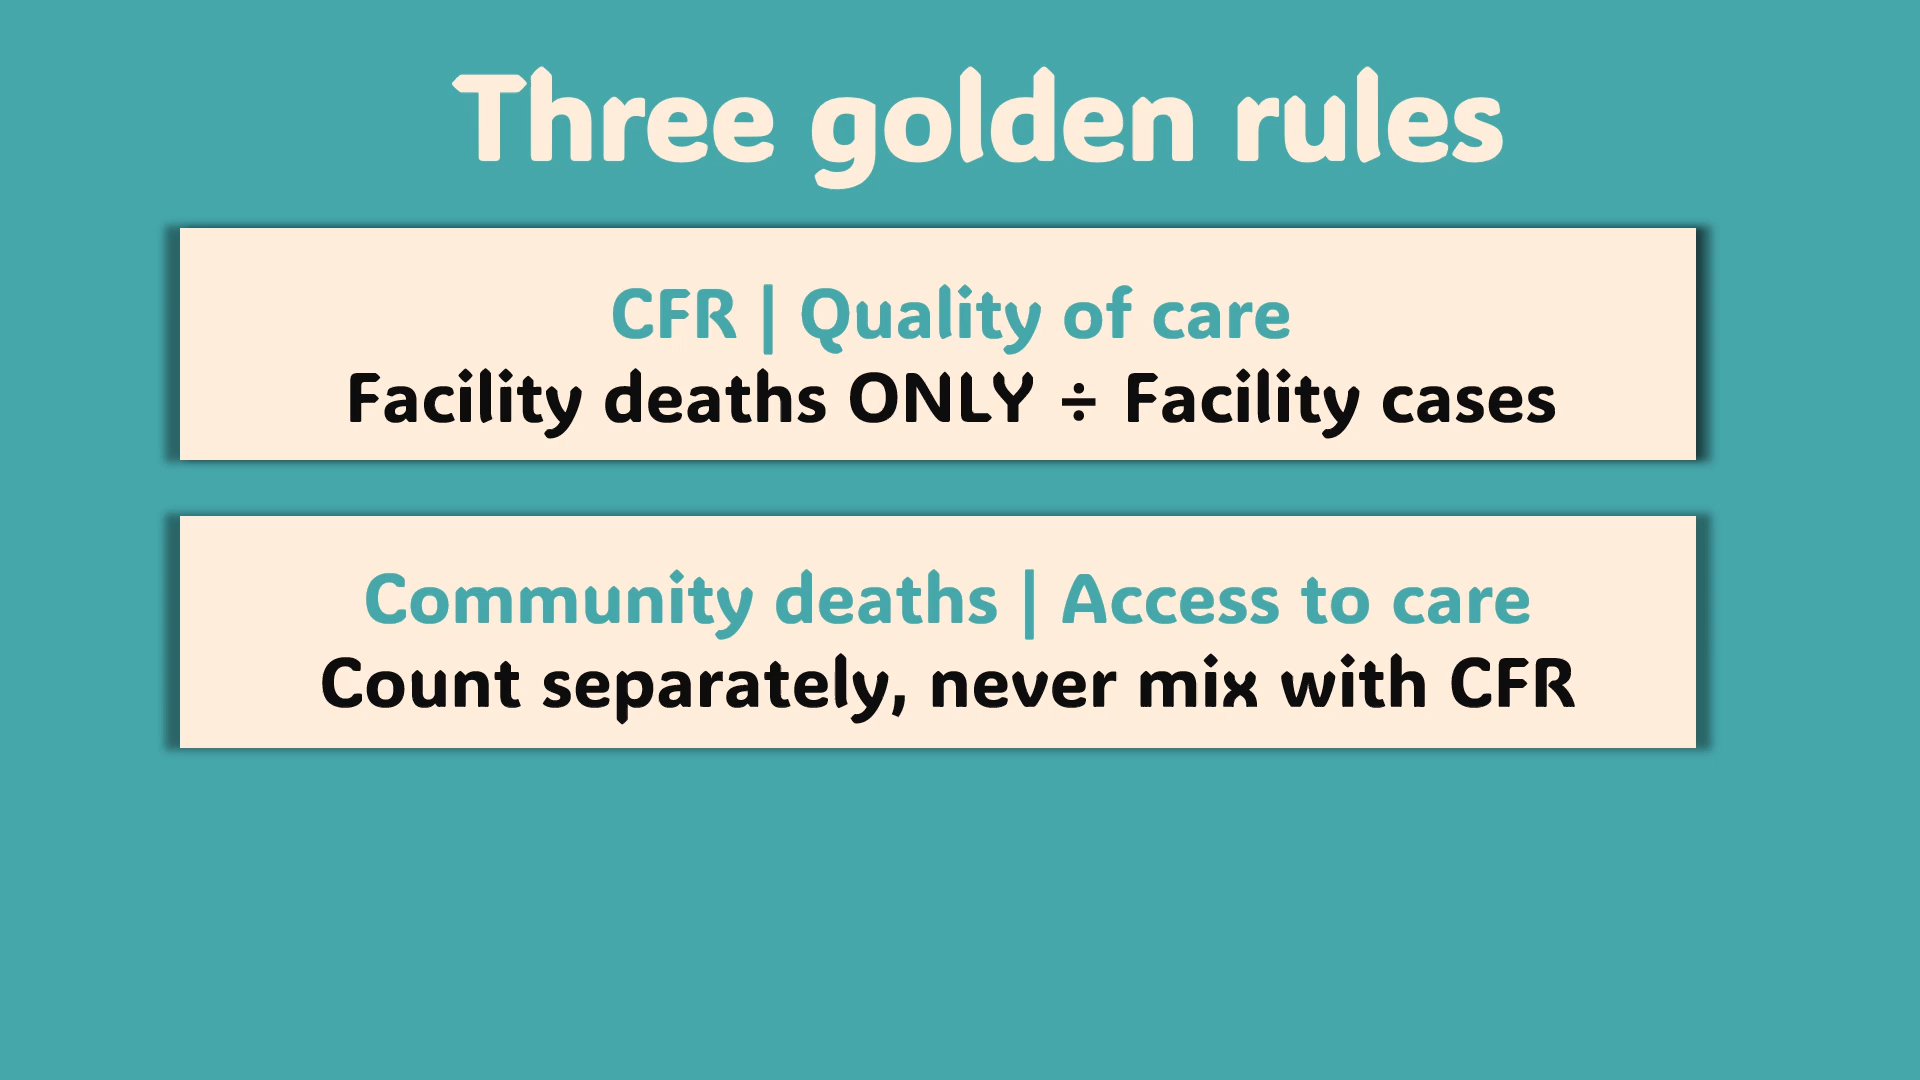 Three golden rules
CFR | Quality of care
Facility deaths ONLY ÷ Facility cases
Community deaths | Access to care
Count separately, never mix with CFR